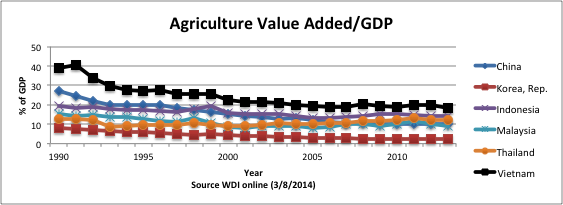 Agriculture Value Added/GDP
% of GDP
50
40
30
20
10
0
1990 1995 2000 2005 2010
Year
Source WDI online (3/8/2014)
China
Korea, Rep.
Indonesia
Malaysia
Thailand
Vietnam